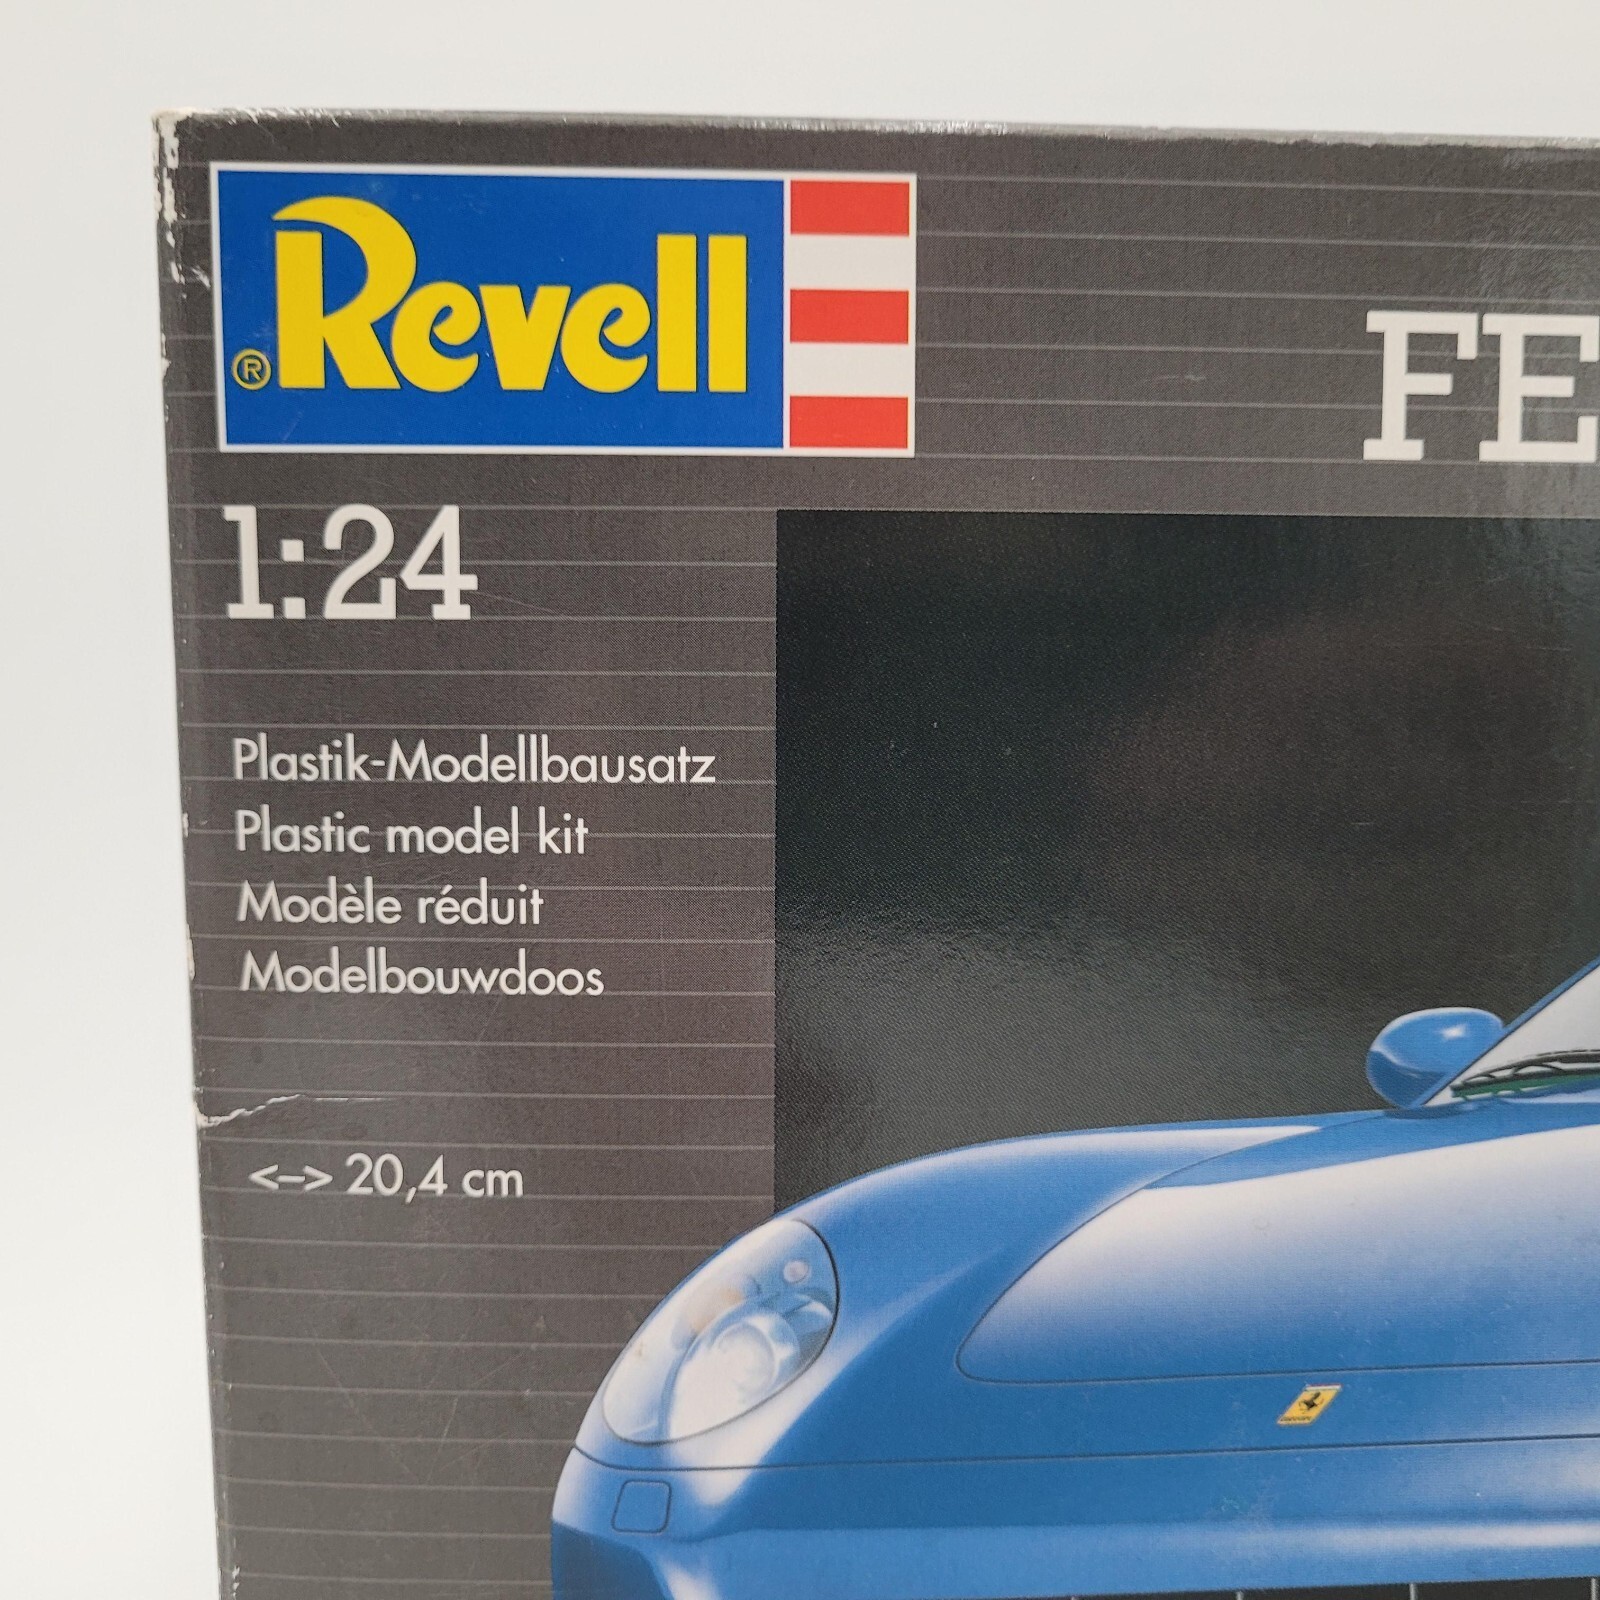 Revell
®
FE
1:24
Plastik-Modellbausatz
Plastic model kit
Modèle réduit
Modelbouwdoos
<-> 20,4 cm